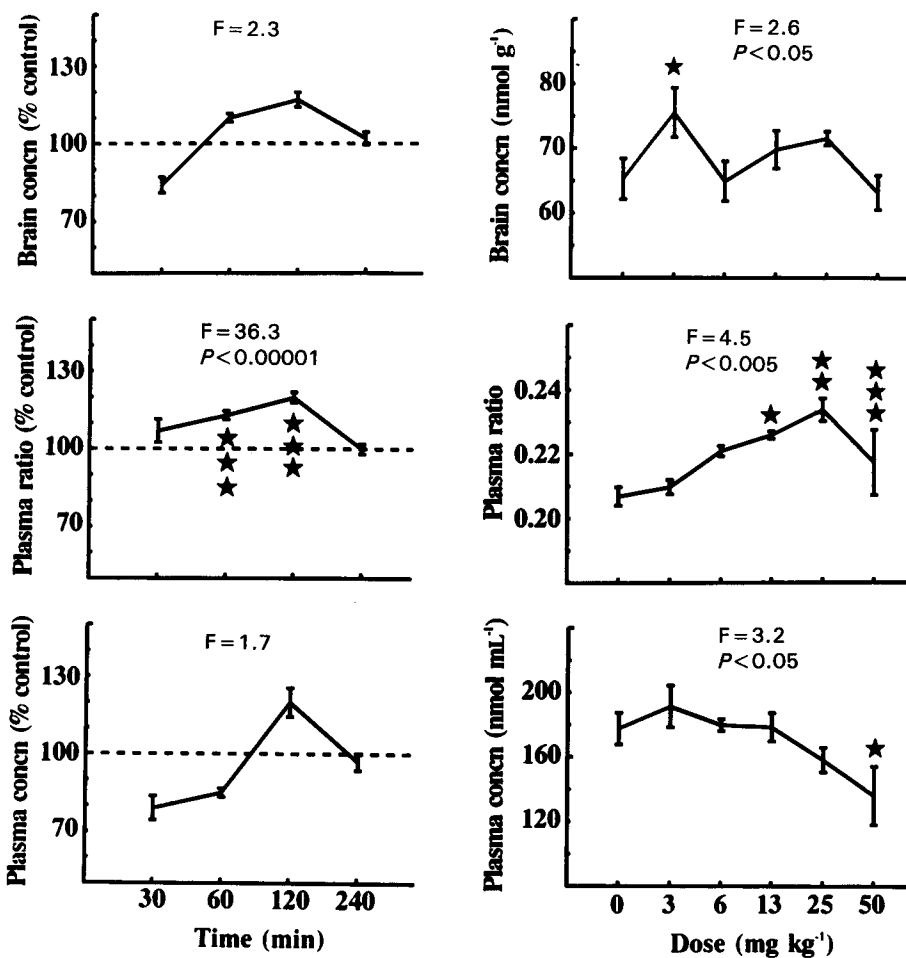 Brain concn (% control)
130
100
70
F=2.3
Brain concn (nmol g⁻¹)
80
70
60
F=2.6
P<0.05
★
Plasma ratio (% control)
130
100
70
F=36.3
P<0.00001
★★★
★★★
Plasma ratio
0.24
0.22
0.20
F=4.5
P<0.005
★
★★
★★★
Plasma concn (% control)
130
100
70
F=1.7
30 60 120 240
Time (min)
Plasma concn (nmol mL⁻¹)
200
160
120
F=3.2
P<0.05
★
0 3 6 13 25 50
Dose (mg kg⁻¹)